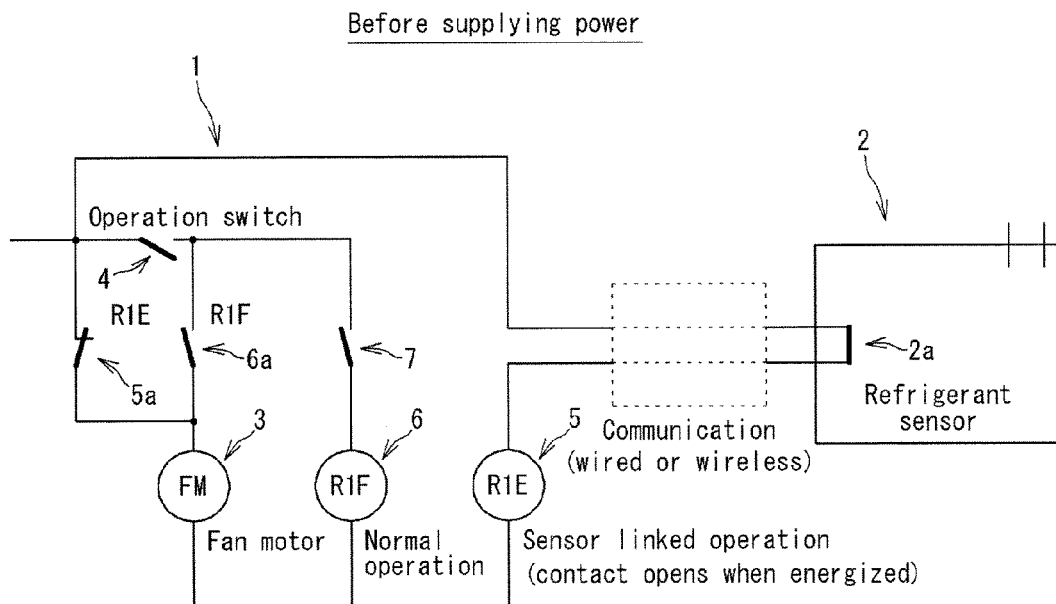 Before supplying power
1
2
Operation switch
4
R1E
R1F
5a
6a
7
2a
Refrigerant
sensor
3
6
5
Communication
(wired or wireless)
FM
R1F
R1E
Fan motor
Normal
operation
Sensor linked operation
(contact opens when energized)